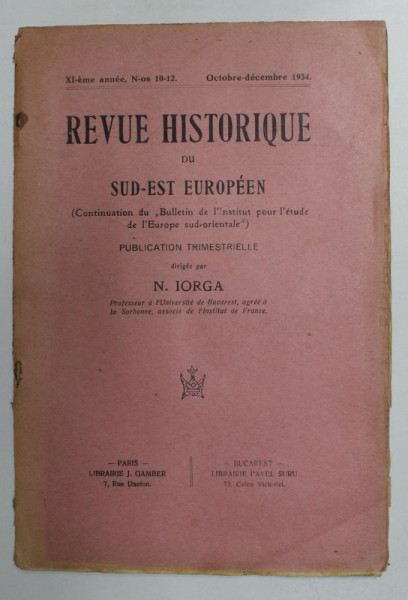 XI-ème année, N-os 10-12. Octobre-décembre 1934.
REVUE HISTORIQUE
DU
SUD-EST EUROPÉEN
(Continuation du „Bulletin de l'Institut pour l'étude
de l'Europe sud-orientale")
PUBLICATION TRIMESTRIELLE
dirigée par
N. IORGA
Professeur à l'Université de Bucarest, agréé à
la Sorbonne, associé de l'Institut de France.
— PARIS —
LIBRAIRIE J. GAMBER
7, Rue Danton.
— BUCAREST —
LIBRAIRIE PAVEL SURU
73, Calea Victoriei.